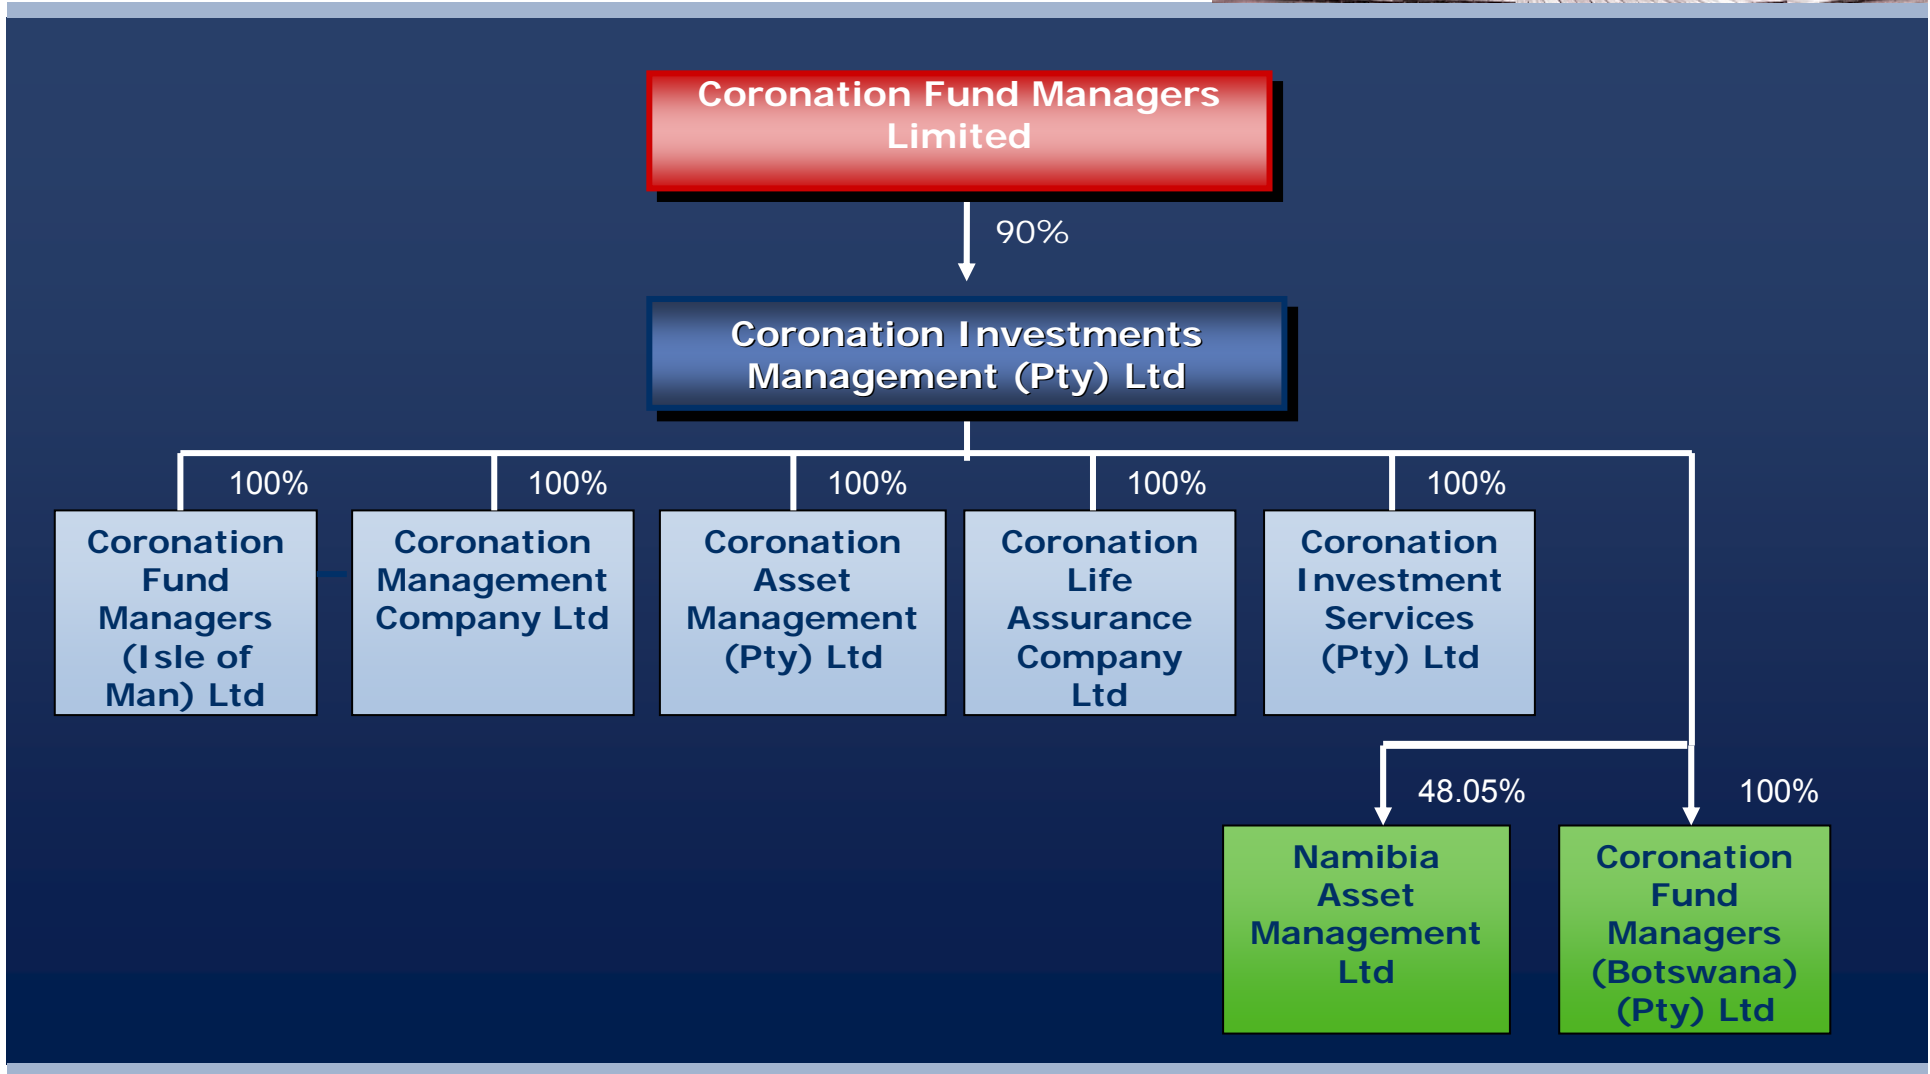 Coronation Fund Managers
Limited
90%
Coronation Investments
Management (Pty) Ltd
100%
100%
100%
100%
100%
Coronation
Fund
Managers
(Isle of
Man) Ltd
Coronation
Management
Company Ltd
Coronation
Asset
Management
(Pty) Ltd
Coronation
Life
Assurance
Company
Ltd
Coronation
Investment
Services
(Pty) Ltd
48.05%
100%
Namibia
Asset
Management
Ltd
Coronation
Fund
Managers
(Botswana)
(Pty) Ltd